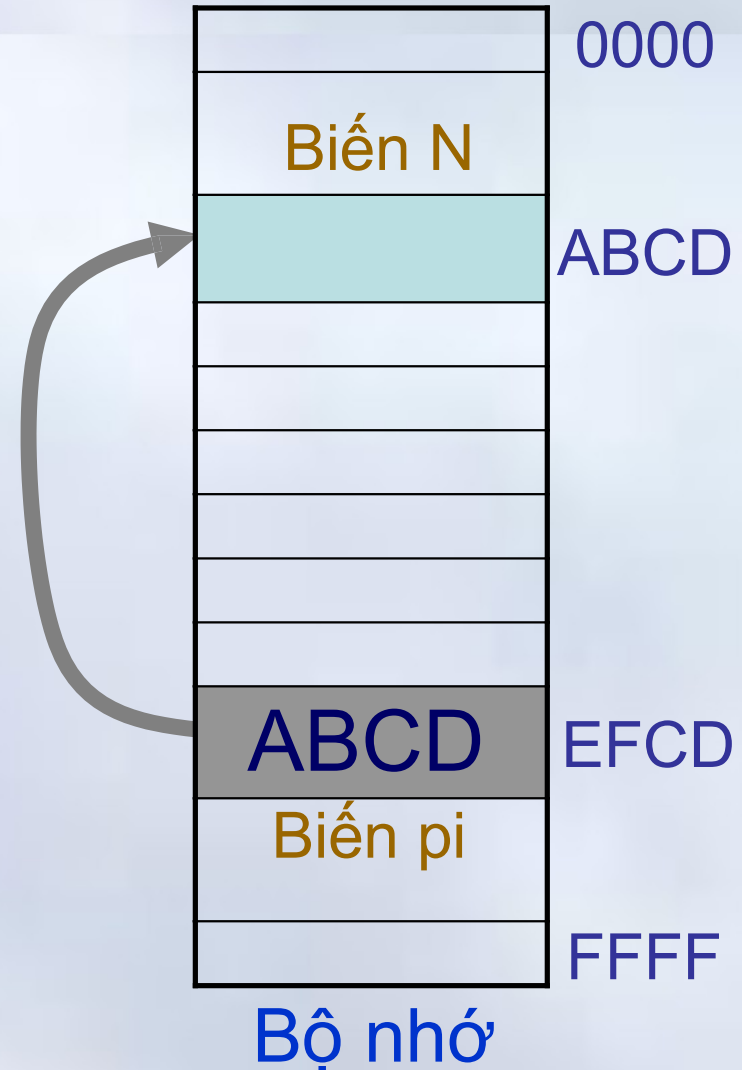 0000
Biến N
ABCD
ABCD EFCD
Biến pi
FFFF
Bộ nhớ